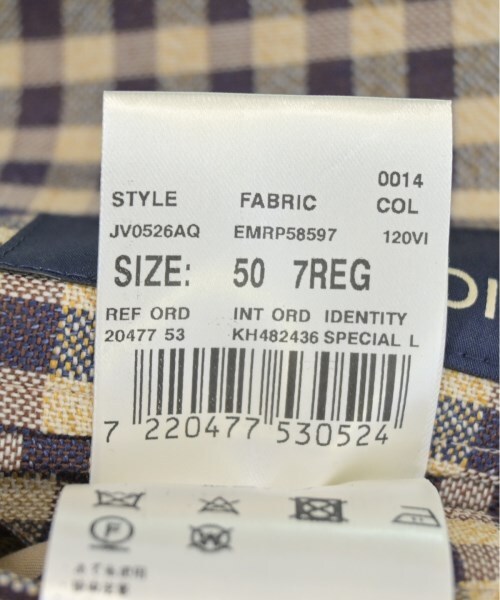 0014
STYLE FABRIC COL
JV0526AQ EMRP58597 120VI
SIZE: 50 7REG
REF ORD INT ORD IDENTITY
20477 53 KH482436 SPECIAL L
7 220477 530524
F
W